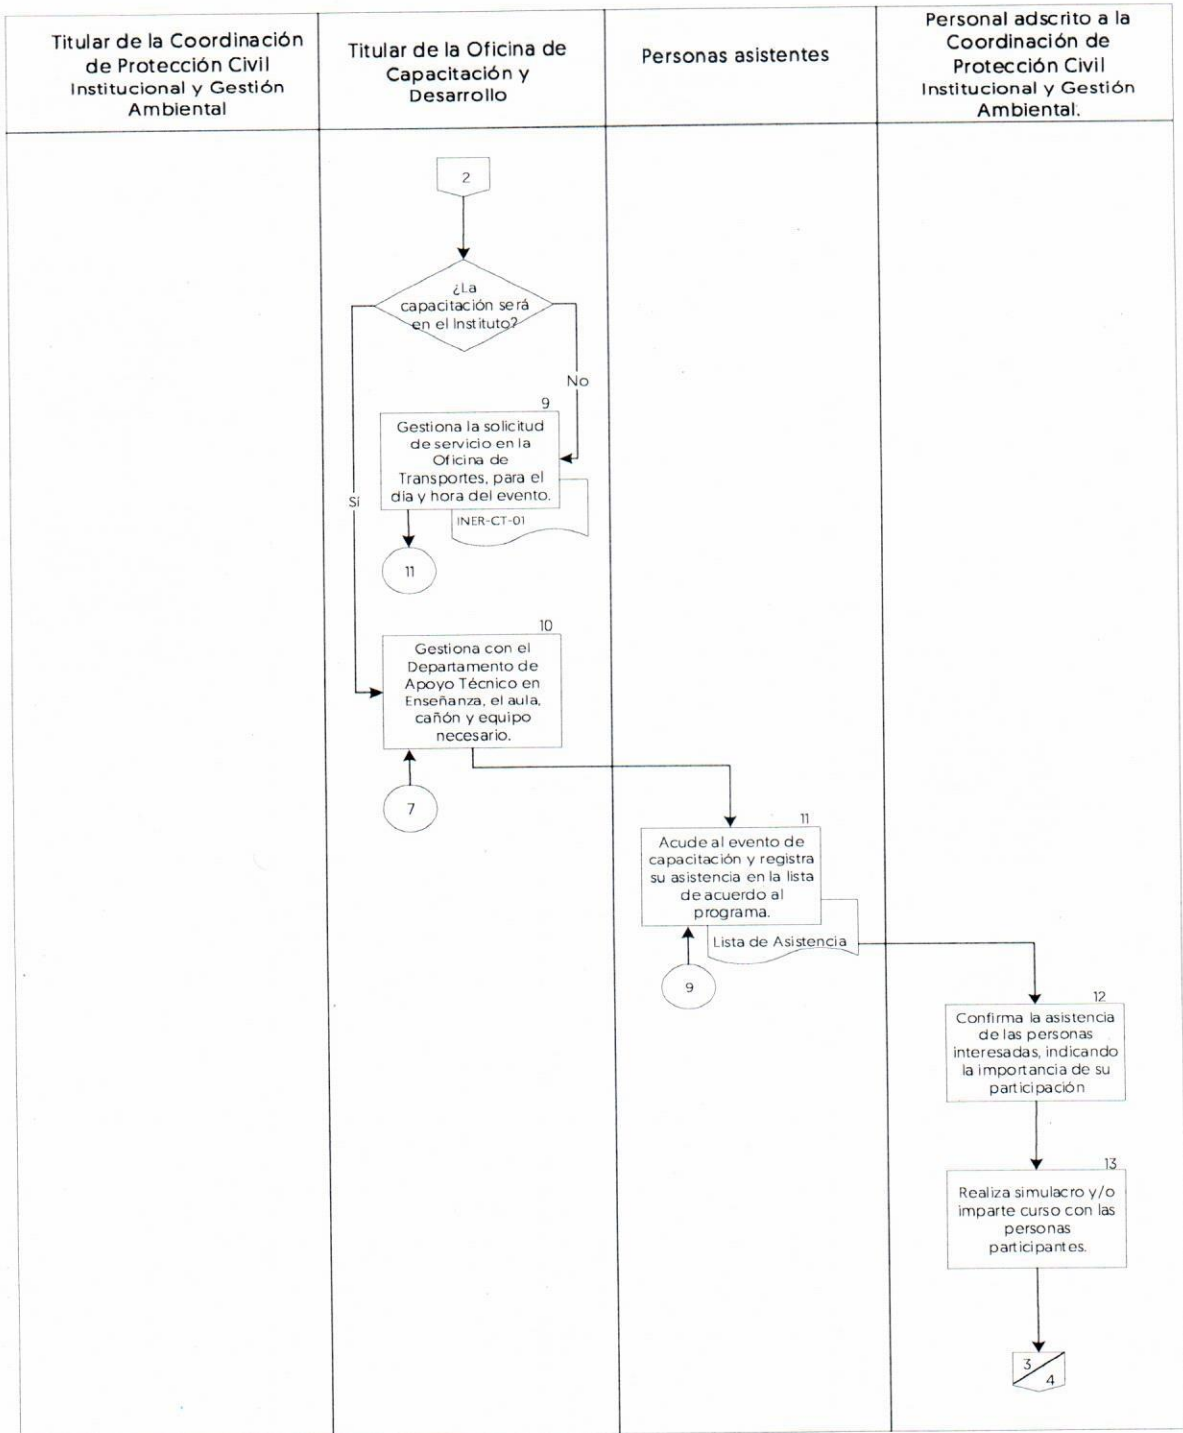 Titular de la Coordinación
de Protección Civil
Institucional y Gestión
Ambiental
Titular de la Oficina de
Capacitación y
Desarrollo
Personas asistentes
Personal adscrito a la
Coordinación de
Protección Civil
Institucional y Gestión
Ambiental.
2
¿La
capacitación será
en el Instituto?
No
Sí
9
Gestiona la solicitud
de servicio en la
Oficina de
Transportes, para el
día y hora del evento.
INER-CT-01
11
10
Gestiona con el
Departamento de
Apoyo Técnico en
Enseñanza, el aula,
cañón y equipo
necesario.
7
11
Acude al evento de
capacitación y registra
su asistencia en la lista
de acuerdo al
programa.
Lista de Asistencia
9
12
Confirma la asistencia
de las personas
interesadas, indicando
la importancia de su
participación
13
Realiza simulacro y/o
imparte curso con las
personas
participantes.
3
4